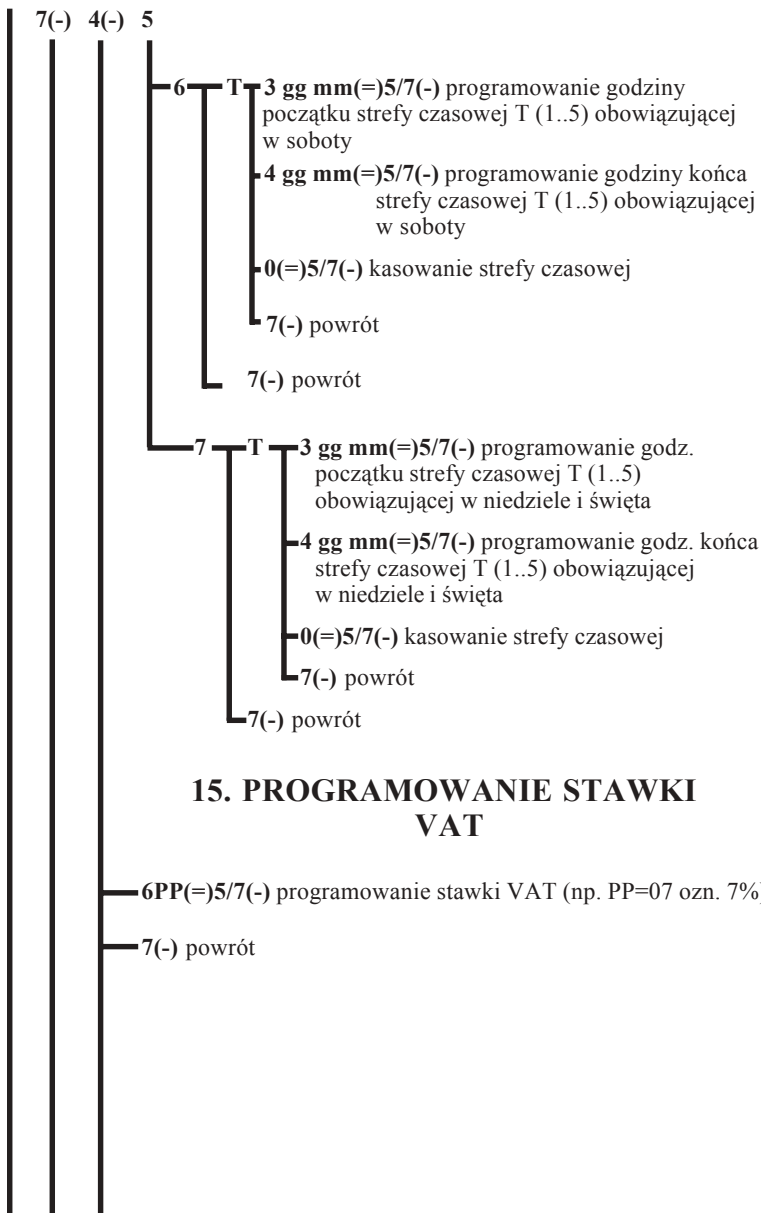 7(-) 4(-) 5
6 T 3 gg mm(=)5/7(-) programowanie godziny
początku strefy czasowej T (1..5) obowiązującej
w soboty
4 gg mm(=)5/7(-) programowanie godziny końca
strefy czasowej T (1..5) obowiązującej
w soboty
0(=)5/7(-) kasowanie strefy czasowej
7(-) powrót
7(-) powrót
7 T 3 gg mm(=)5/7(-) programowanie godz.
początku strefy czasowej T (1..5)
obowiązującej w niedziele i święta
4 gg mm(=)5/7(-) programowanie godz. końca
strefy czasowej T (1..5) obowiązującej
w niedziele i święta
0(=)5/7(-) kasowanie strefy czasowej
7(-) powrót
7(-) powrót
15. PROGRAMOWANIE STAWKI
VAT
6PP(=)5/7(-) programowanie stawki VAT (np. PP=07 ozn. 7%)
7(-) powrót